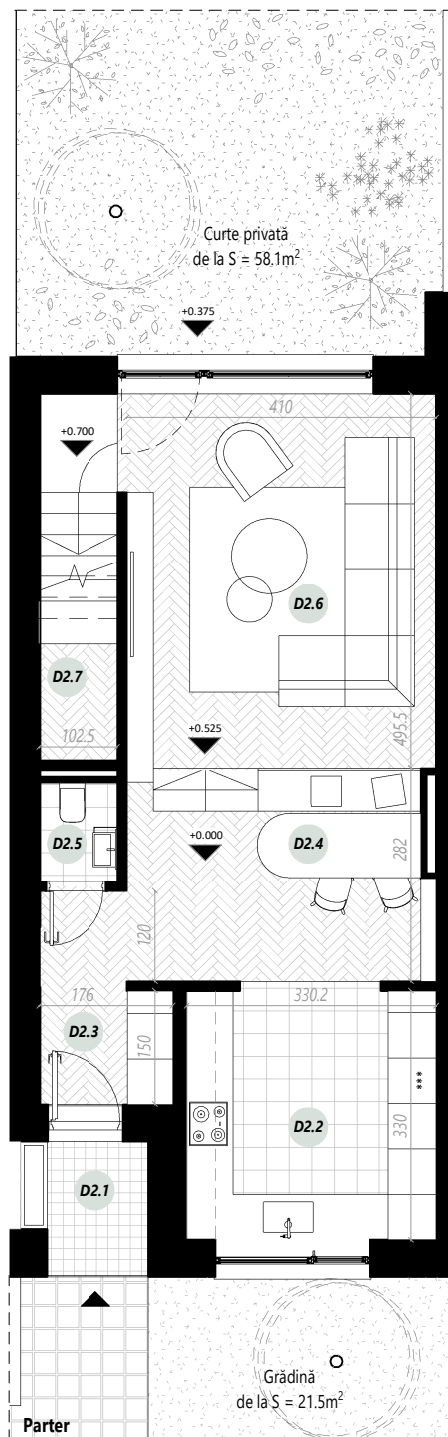 Curte privată
de la S = 58.1m²
+0.375
410
+0.700
D2.6
D2.7
102.5
+0.525
495.5
D2.5
+0.000
D2.4
282
120
176
330.2
D2.3
150
***
D2.2
330
D2.1
Grădină
de la S = 21.5m²
Parter